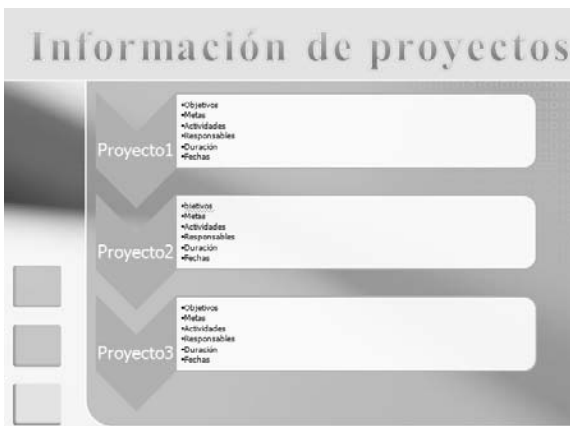 Información de proyectos
Proyecto1
•Objetivos
•Metas
•Actividades
•Responsables
•Duración
•Fechas
Proyecto2
•bietivos
•Metas
•Actividades
•Responsables
•Duración
•Fechas
Proyecto3
•Objetivos
•Metas
•Actividades
•Responsables
•Duración
•Fechas